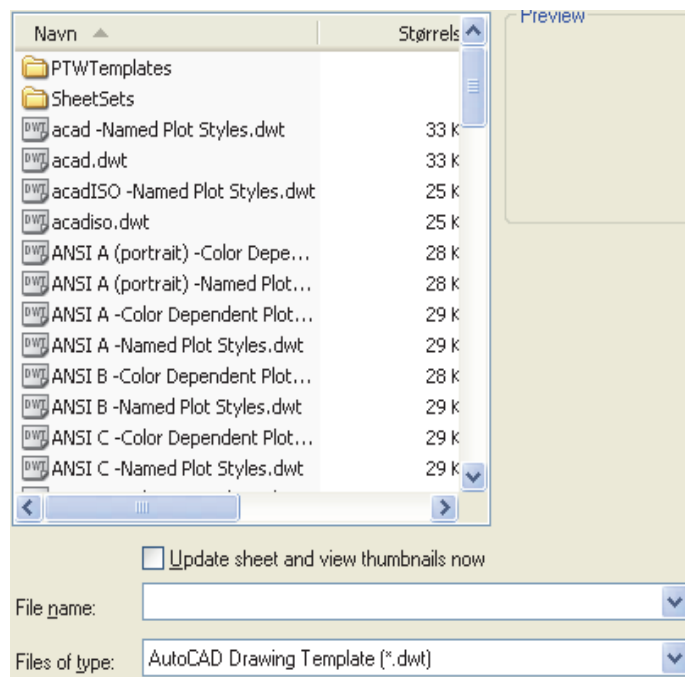 Navn Størrels
Preview
PTWTemplates
SheetSets
acad -Named Plot Styles.dwt 33 K
acad.dwt 33 K
acadISO -Named Plot Styles.dwt 25 K
acadiso.dwt 25 K
ANSI A (portrait) -Color Depe... 28 K
ANSI A (portrait) -Named Plot... 28 K
ANSI A -Color Dependent Plot... 29 K
ANSI A -Named Plot Styles.dwt 29 K
ANSI B -Color Dependent Plot... 28 K
ANSI B -Named Plot Styles.dwt 29 K
ANSI C -Color Dependent Plot... 29 K
ANSI C -Named Plot Styles.dwt 29 K
Update sheet and view thumbnails now
File name:
Files of type: AutoCAD Drawing Template (*.dwt)